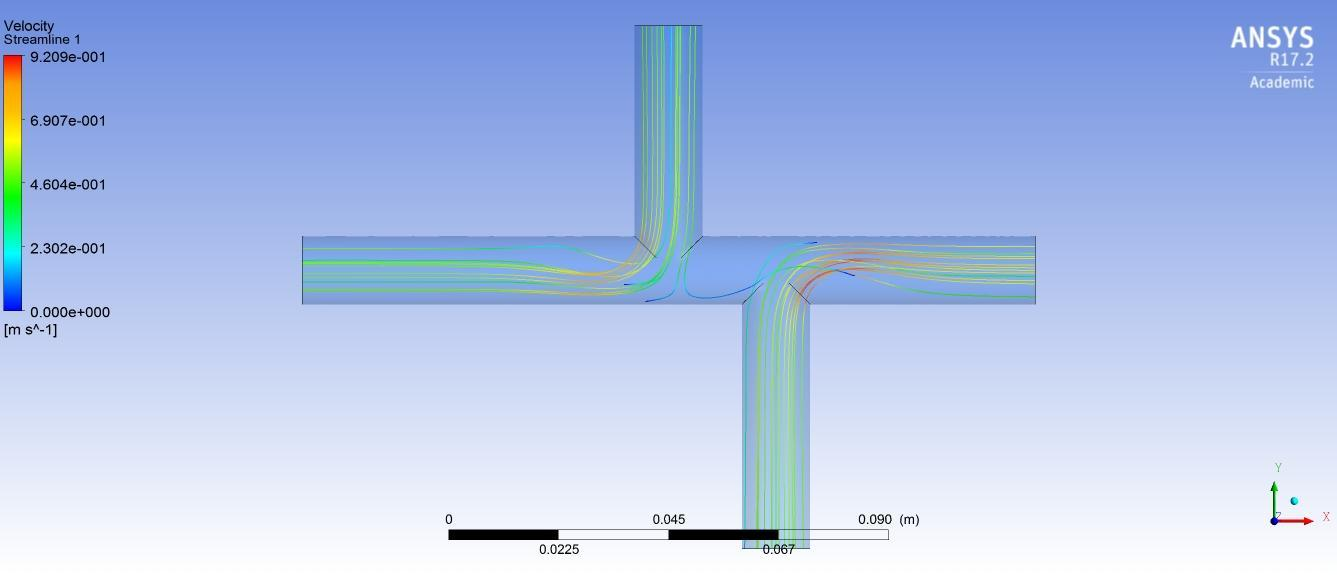 Velocity
Streamline 1
9.209e-001
6.907e-001
4.604e-001
2.302e-001
0.000e+000
[m s^-1]
ANSYS
R17.2
Academic
0 0.045 0.090 (m)
0.0225 0.067
Y
Z X